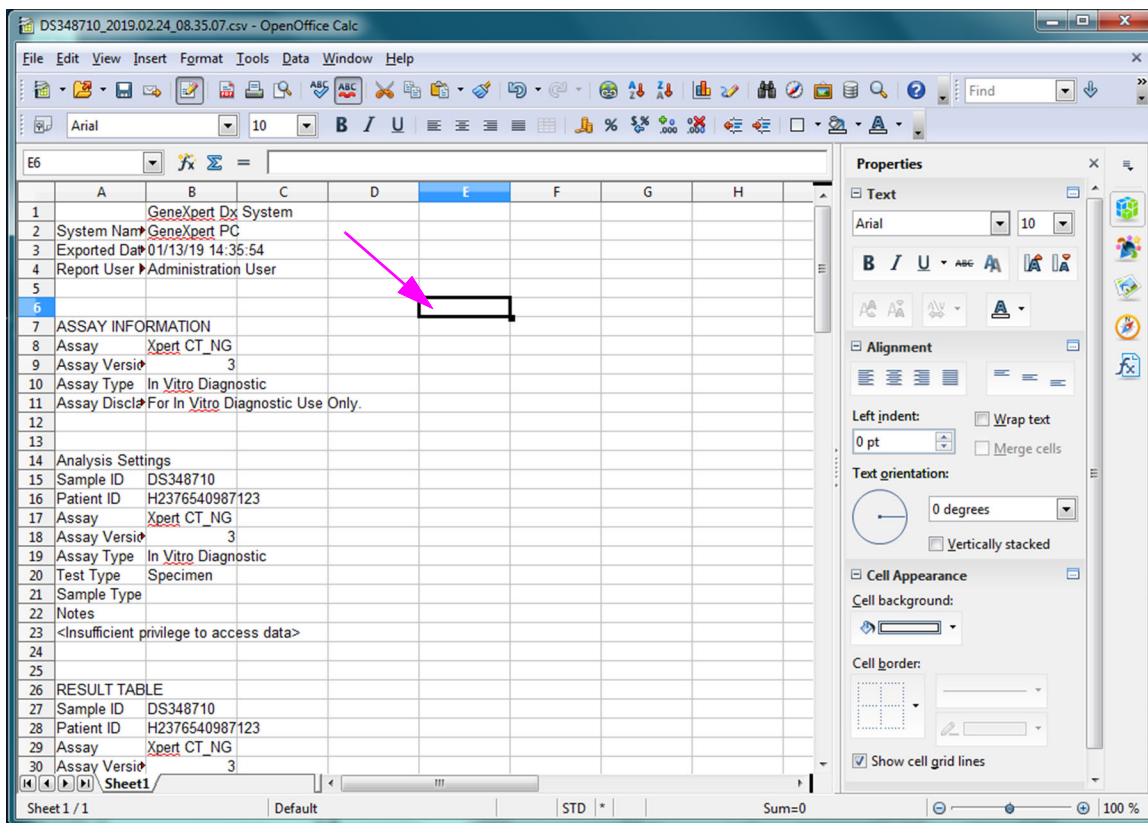 DS348710_2019.02.24_08.35.07.csv - OpenOffice Calc
File Edit View Insert Format Tools Data Window Help
Find
Arial 10
E6
A B C D E F G H
1 GeneXpert Dx System
2 System Nam GeneXpert PC
3 Exported Dat 01/13/19 14:35:54
4 Report User Administration User
5
6
7 ASSAY INFORMATION
8 Assay Xpert CT_NG
9 Assay Versio 3
10 Assay Type In Vitro Diagnostic
11 Assay Discla For In Vitro Diagnostic Use Only.
12
13
14 Analysis Settings
15 Sample ID DS348710
16 Patient ID H2376540987123
17 Assay Xpert CT_NG
18 Assay Versio 3
19 Assay Type In Vitro Diagnostic
20 Test Type Specimen
21 Sample Type
22 Notes
23 <Insufficient privilege to access data>
24
25
26 RESULT TABLE
27 Sample ID DS348710
28 Patient ID H2376540987123
29 Assay Xpert CT_NG
30 Assay Versio 3
Sheet1
Sheet 1 / 1 Default STD * Sum=0 100 %
Properties
Text
Arial 10
B I U ABC AA
Alignment
Left indent:
Wrap text
0 pt
Merge cells
Text orientation:
0 degrees
Vertically stacked
Cell Appearance
Cell background:
Cell border:
Show cell grid lines